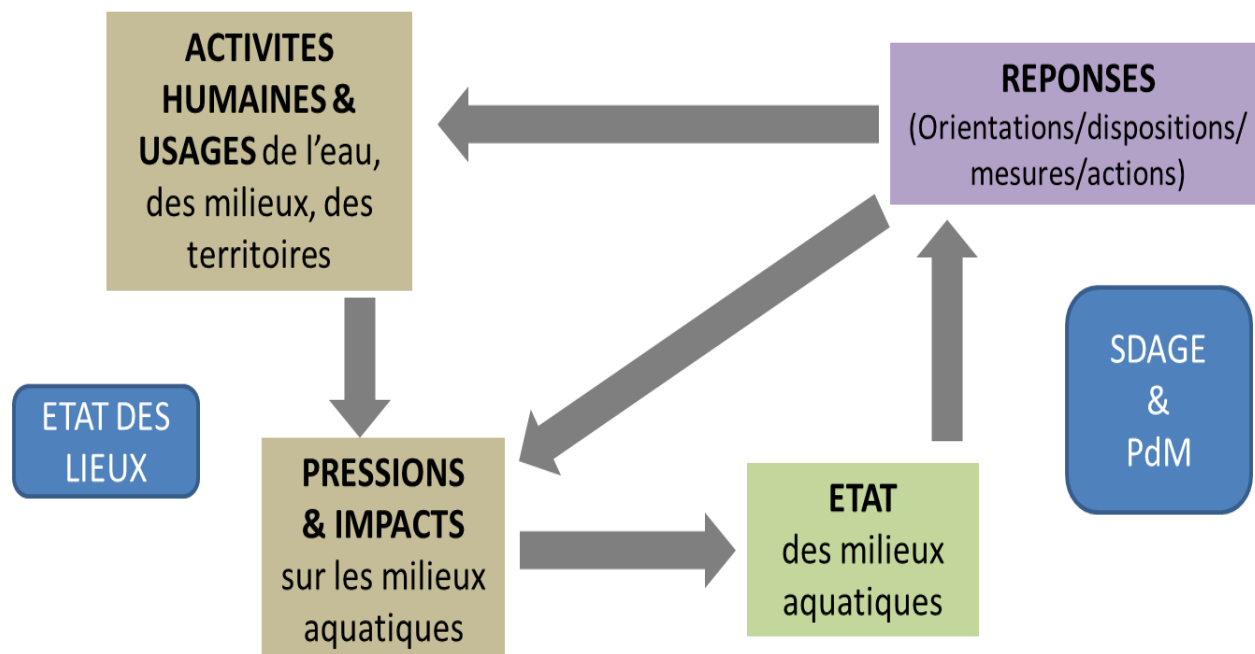 ACTIVITES
HUMAINES &
USAGES de l’eau,
des milieux, des
territoires
REPONSES
(Orientations/dispositions/
mesures/actions)
ETAT DES
LIEUX
SDAGE
&
PdM
PRESSIONS
& IMPACTS
sur les milieux
aquatiques
ETAT
des milieux
aquatiques